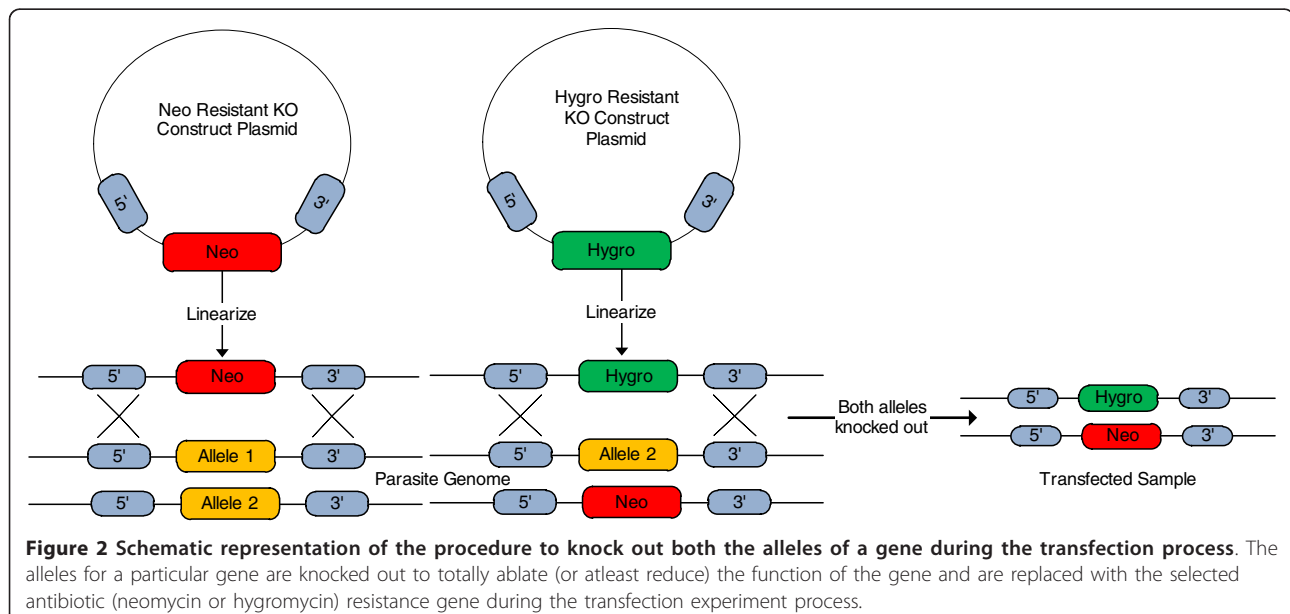 Neo Resistant KO
Construct Plasmid
5'
3'
Neo
Linearize
5'
Neo
3'
5'
Allele 1
3'
5'
Allele 2
3'
Hygro Resistant
KO Construct
Plasmid
5'
3'
Hygro
Linearize
5'
Hygro
3'
5'
Allele 2
3'
Parasite Genome
5'
Neo
3'
Both alleles
knocked out
5'
Hygro
3'
5'
Neo
3'
Transfected Sample
Figure 2 Schematic representation of the procedure to knock out both the alleles of a gene during the transfection process. The
alleles for a particular gene are knocked out to totally ablate (or atleast reduce) the function of the gene and are replaced with the selected
antibiotic (neomycin or hygromycin) resistance gene during the transfection experiment process.